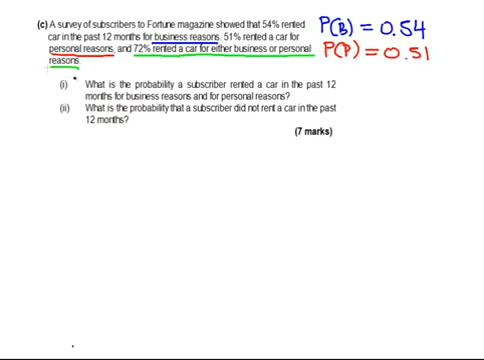 (c) A survey of subscribers to Fortune magazine showed that 54% rented
car in the past 12 months for business reasons. 51% rented a car for
personal reasons, and 72% rented a car for either business or personal
reasons.
(i) What is the probability a subscriber rented a car in the past 12
months for business reasons and for personal reasons?
(ii) What is the probability that a subscriber did not rent a car in the past
12 months?
(7 marks)
P(B) = 0.54
P(P) = 0.51